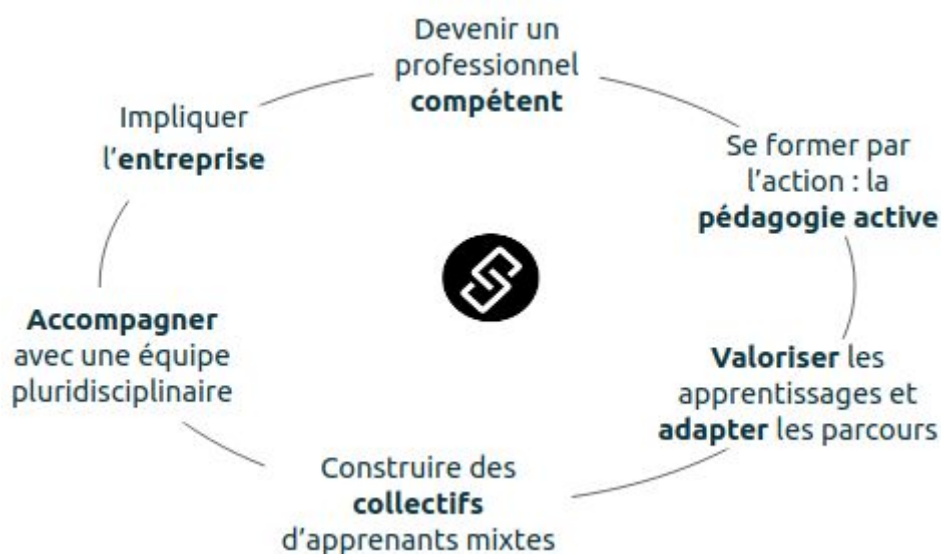 Devenir un
professionnel
compétent
Se former par
l'action : la
pédagogie active
Valoriser les
apprentissages et
adapter les parcours
Construire des
collectifs
d'apprenants mixtes
Accompagner
avec une équipe
pluridisciplinaire
Impliquer
l'entreprise